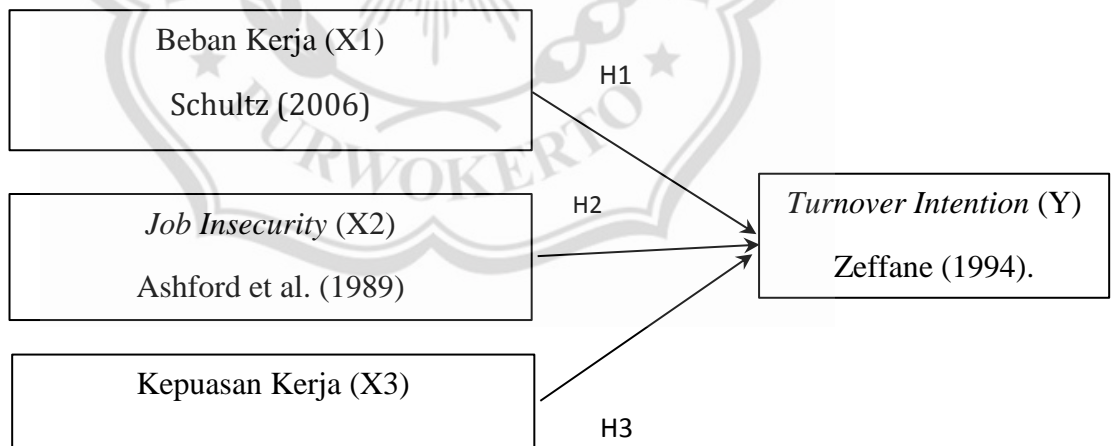 Beban Kerja (X1)
Schultz (2006)
H1
PURWOKERTO
Job Insecurity (X2)
Ashford et al. (1989)
H2
Turnover Intention (Y)
Zeffane (1994).
Kepuasan Kerja (X3)
H3